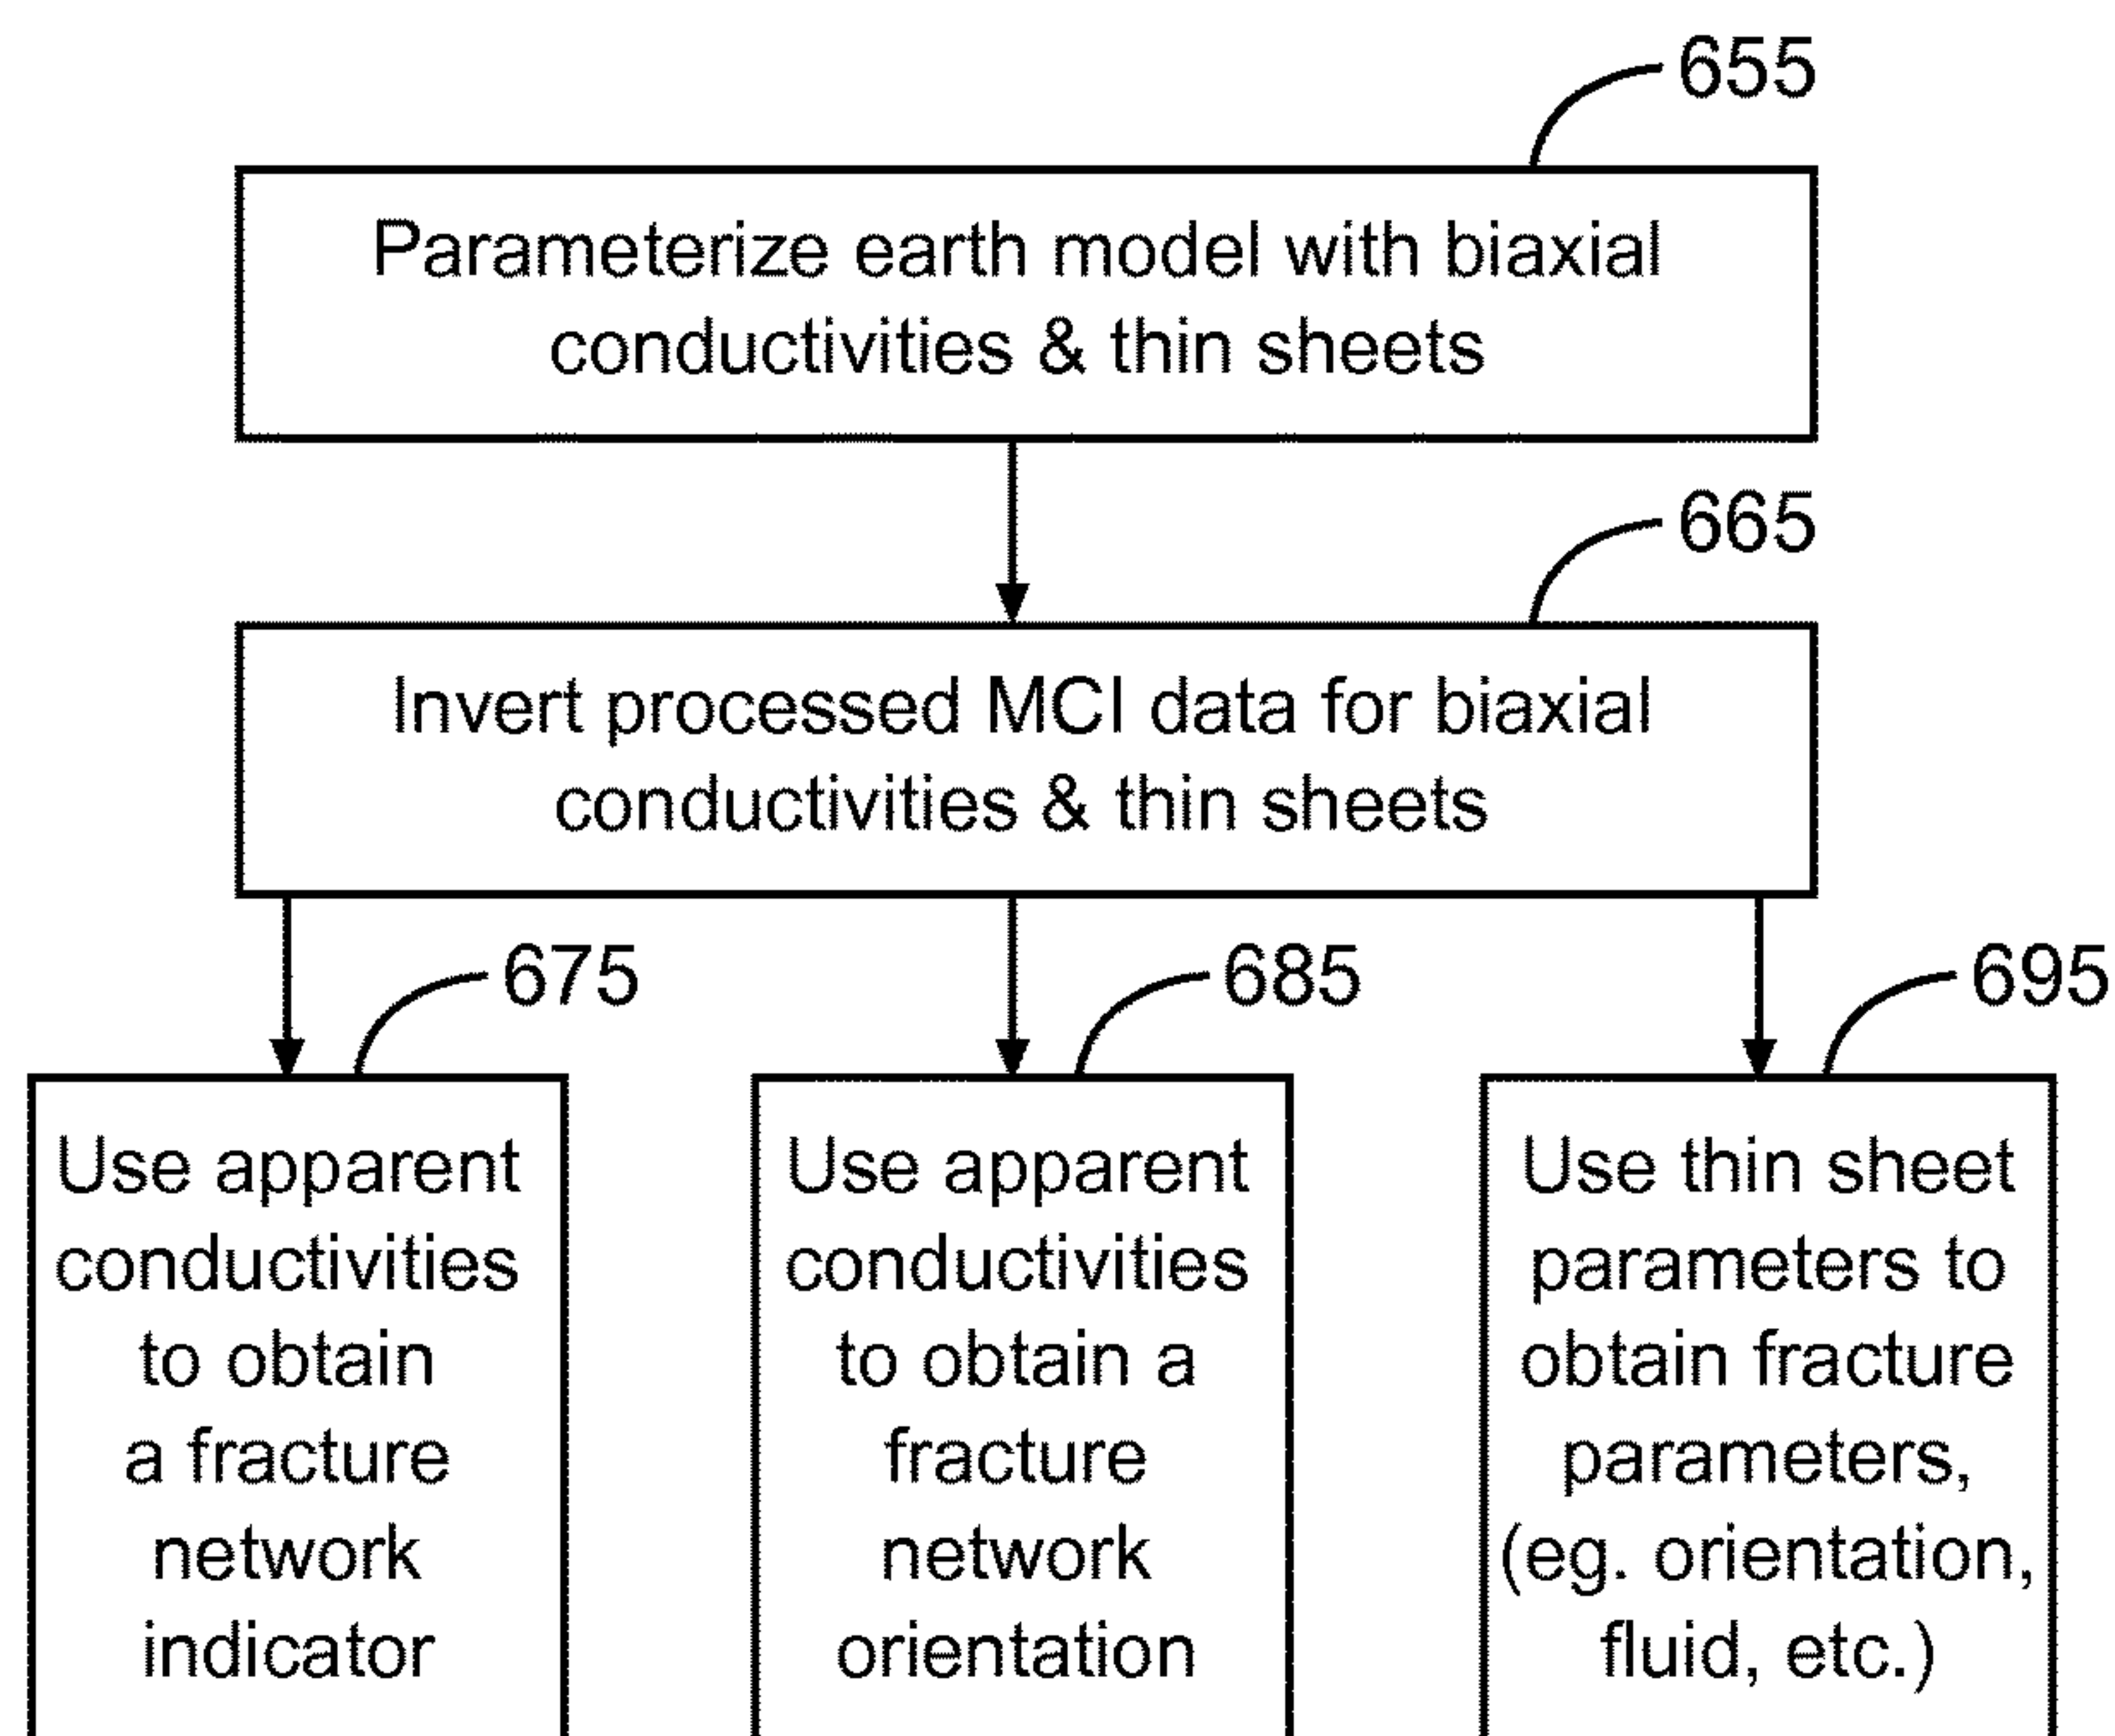 655
Parameterize earth model with biaxial
conductivities & thin sheets
665
Invert processed MCI data for biaxial
conductivities & thin sheets
675
685
695
Use apparent
conductivities
to obtain
a fracture
network
indicator
Use apparent
conductivities
to obtain a
fracture
network
orientation
Use thin sheet
parameters to
obtain fracture
parameters,
(eg. orientation,
fluid, etc.)